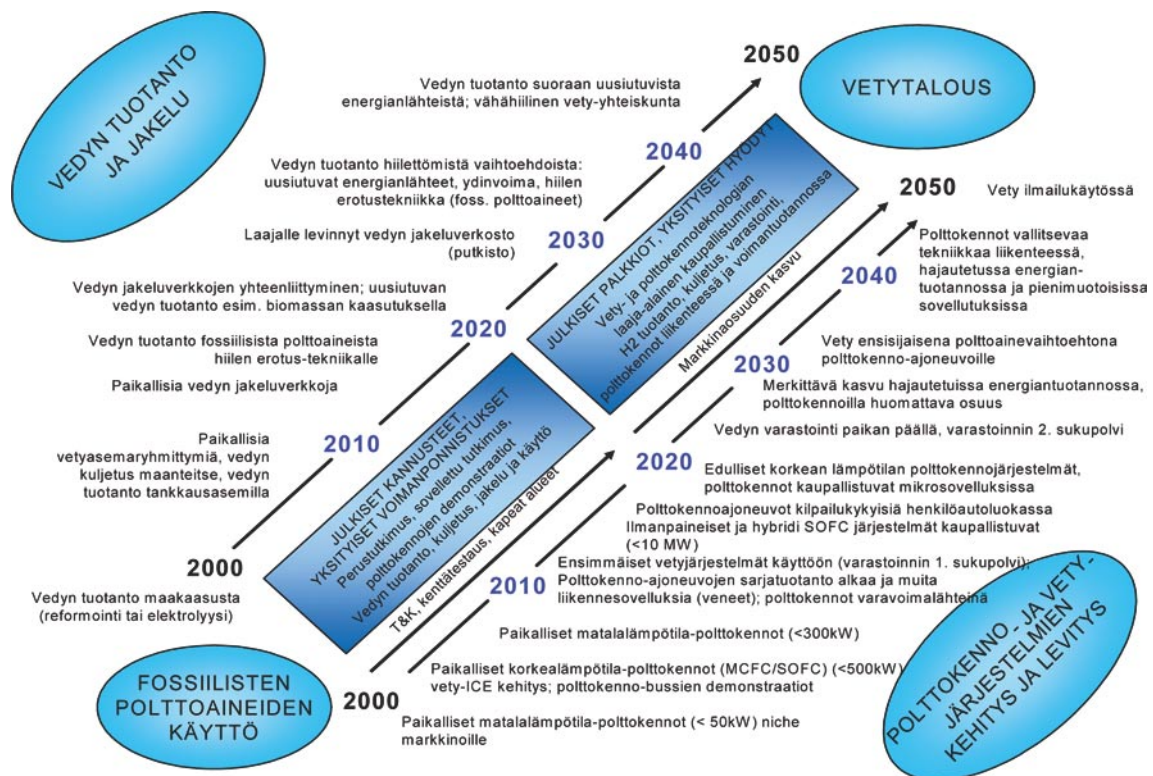 VEDYN TUOTANTO
JA JAKELU
2050
VETYTALOUS
Vedyn tuotanto suoraan uusiutuvista
energianlähteistä; vähähiilinen vety-yhteiskunta
2040
Vedyn tuotanto hiilettömistä vaihtoehdoista:
uusiutuvat energianlähteet, ydinvoima, hiilen
erotustekniikka (foss. polttoaineet)
2030
Laajalle levinnyt vedyn jakeluverkosto
(putkisto)
Vedyn jakeluverkkojen yhteenliittyminen; uusiutuvan
vedyn tuotanto esim. biomassan kaasutuksella
2020
Vedyn tuotanto fossiilisista polttoaineista
hiilen erotus-tekniikalle
Paikallisia vedyn jakeluverkkoja
2010
Paikallisia
vetyasemaryhmittymiä, vedyn
kuljetus maanteitse, vedyn
tuotanto tankkausasemilla
2000
Vedyn tuotanto maakaasusta
(reformointi tai elektrolyysi)
JULKISET PALKKIOT, YKSITYISET HYÖDYT
Vety- ja polttokennoteknologian
laaja-alainen kaupallistuminen
H2 tuotanto, kuljetus, varastointi,
polttokennot liikenteessä ja voimantuotannossa
Markkinaosuuden kasvu
JULKISET KANNUSTEET,
YKSITYISET VOIMANPONNISTUKSET
Perustutkimus, sovellettu tutkimus,
polttokennojen demonstraatiot
Vedyn tuotanto, kuljetus, jakelu ja käyttö
T&K, kenttätestaus, kapeat alueet
2050
Vety ilmailukäytössä
Polttokennot vallitsevaa
tekniikkaa liikenteessä,
hajautetussa energian-
tuotannossa ja pienimuotoisissa
sovellutuksissa
2040
Vety ensisijaisena polttoainevaihtoehtona
polttokenno-ajoneuvoille
2030
Merkittävä kasvu hajautetuissa energiantuotannossa,
polttokennoilla huomattava osuus
Vedyn varastointi paikan päällä, varastoinnin 2. sukupolvi
2020
Edulliset korkean lämpötilan polttokennojärjestelmät,
polttokennot kaupallistuvat mikrosovelluksissa
Polttokennoajoneuvot kilpailukykyisiä henkilöautoluokassa
Ilmanpaineiset ja hybridi SOFC järjestelmät kaupallistuvat
(<10 MW)
2010
Ensimmäiset vetyjärjestelmät käyttöön (varastoinnin 1. sukupolvi);
Polttokenno-ajoneuvojen sarjatuotanto alkaa ja muita
liikennesovelluksia (veneet); polttokennot varavoimalähteinä
Paikalliset matalalämpötila-polttokennot (<300kW)
Paikalliset korkealämpötila-polttokennot (MCFC/SOFC) (<500kW)
vety-ICE kehitys; polttokenno-bussien demonstraatiot
2000
Paikalliset matalalämpötila-polttokennot (< 50kW) niche
markkinoille
FOSSIILISTEN
POLTTOAINEIDEN
KÄYTTÖ
POLTTOKENNO - JA VETY-
JÄRJESTELMIEN
KEHITYS JA LEVITYS